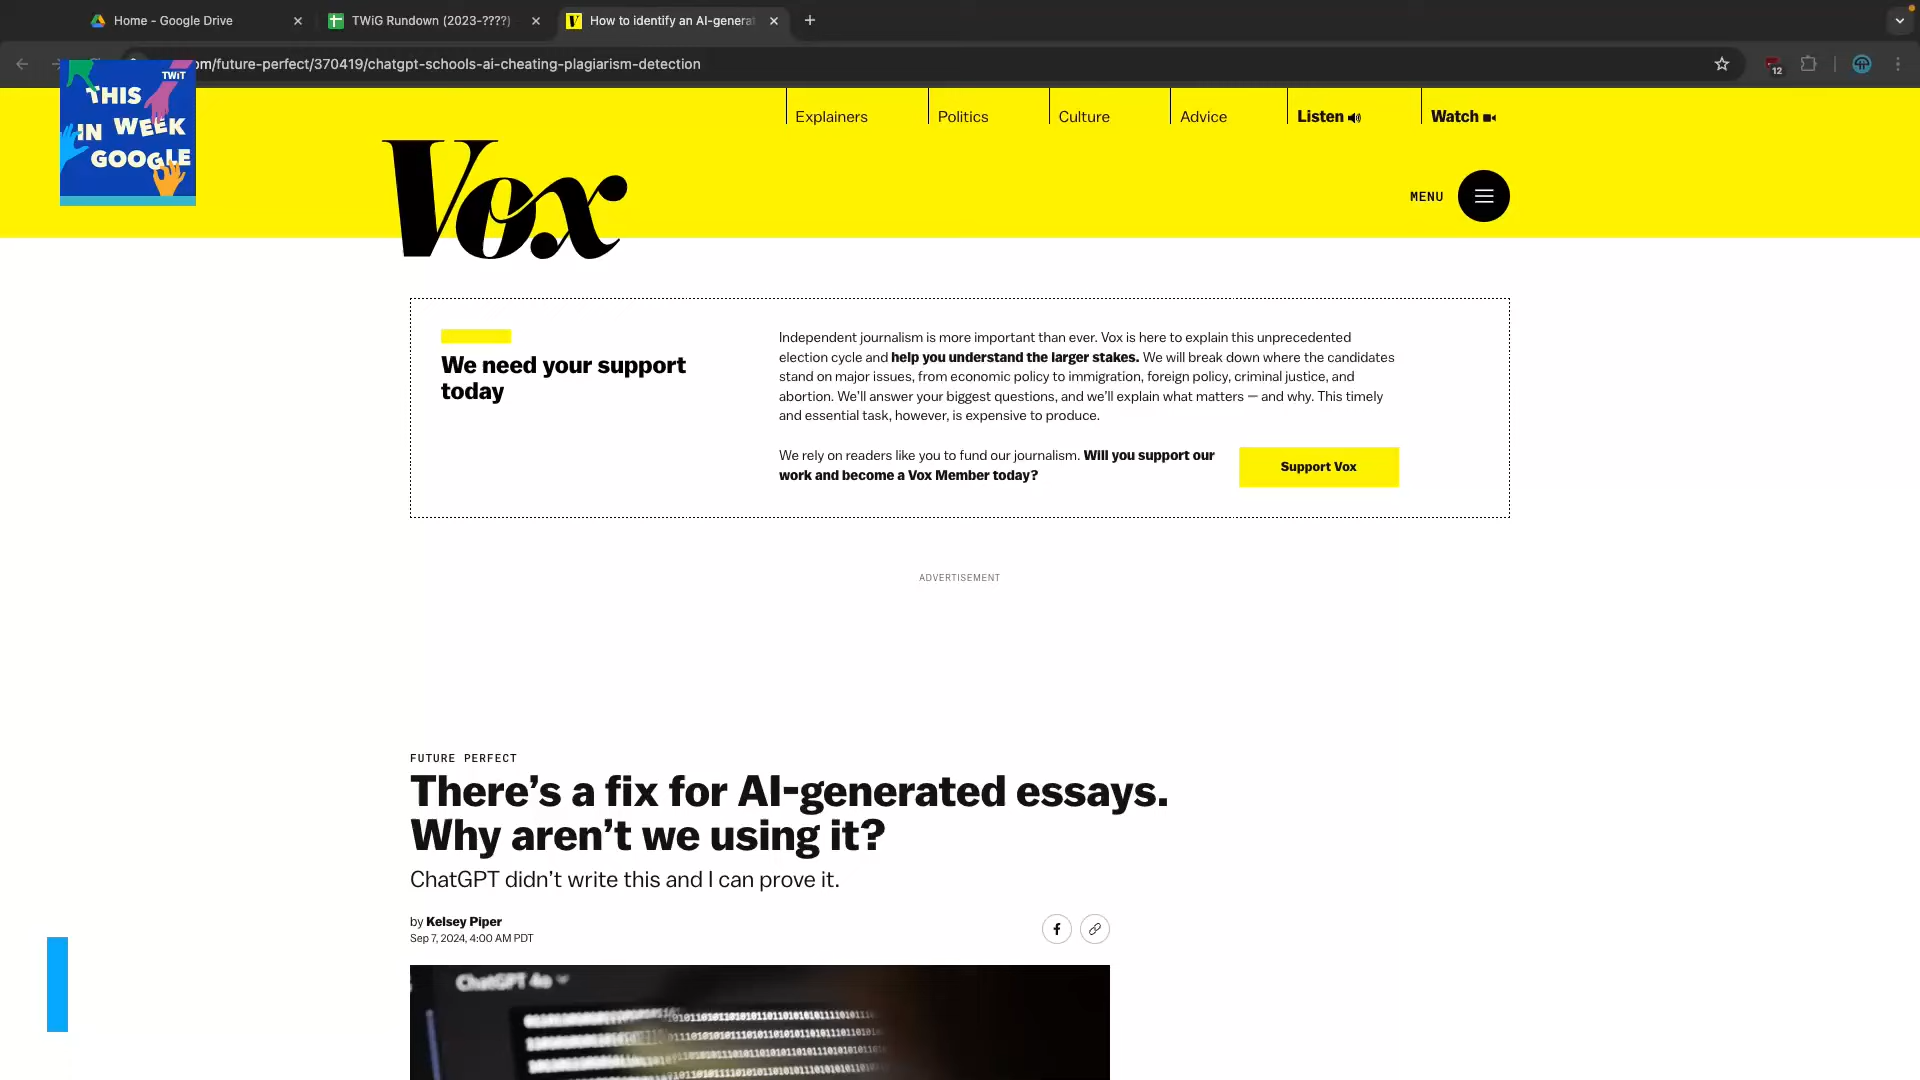 Home - Google Drive
TWiG Rundown (2023-????)
How to identify an AI-genera
om/future-perfect/370419/chatgpt-schools-ai-cheating-plagiarism-detection
12
TWiT
THIS
IN WEEK
GOOGLE
Explainers
Politics
Culture
Advice
Listen
Watch
Vox
MENU
We need your support
today
Independent journalism is more important than ever. Vox is here to explain this unprecedented
election cycle and help you understand the larger stakes. We will break down where the candidates
stand on major issues, from economic policy to immigration, foreign policy, criminal justice, and
abortion. We'll answer your biggest questions, and we'll explain what matters — and why. This timely
and essential task, however, is expensive to produce.
We rely on readers like you to fund our journalism. Will you support our
work and become a Vox Member today?
Support Vox
ADVERTISEMENT
FUTURE PERFECT
There's a fix for AI-generated essays.
Why aren't we using it?
ChatGPT didn't write this and I can prove it.
by Kelsey Piper
Sep 7, 2024, 4:00 AM PDT
ChatGPT 4o